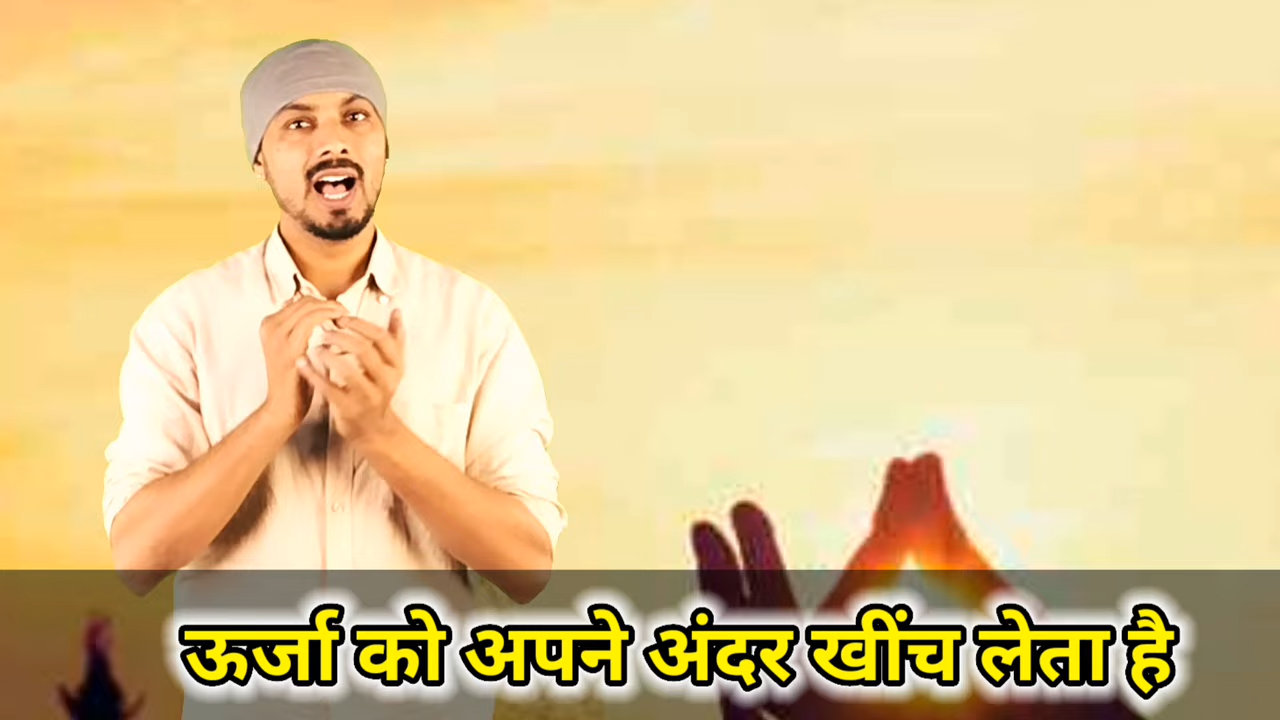 ऊर्जा को अपने अंदर खींच लेता है